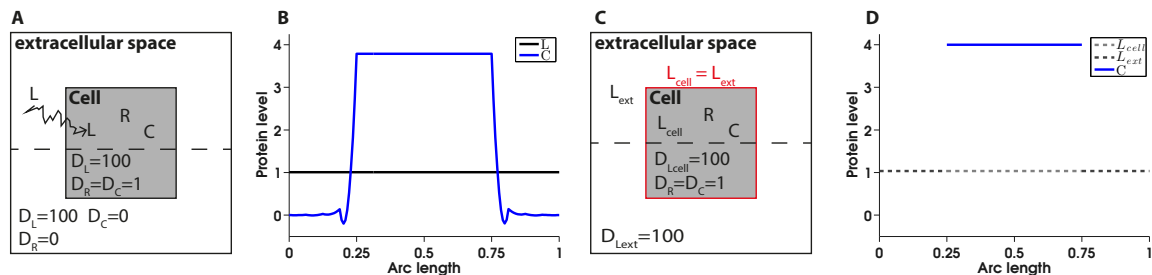 A
extracellular space
L
Cell
R
L
C
D_L=100
D_R=D_C=1
D_L=100 D_C=0
D_R=0
B
Protein level
4
3
2
1
0
0 0.25 0.5 0.75 1
Arc length
L
C
C
extracellular space
L_cell = L_ext
L_ext
Cell
R
L_cell
C
D_Lcell=100
D_R=D_C=1
D_Lext=100
D
Protein level
4
3
2
1
0
0 0.25 0.5 0.75 1
Arc length
L_cell
L_ext
C